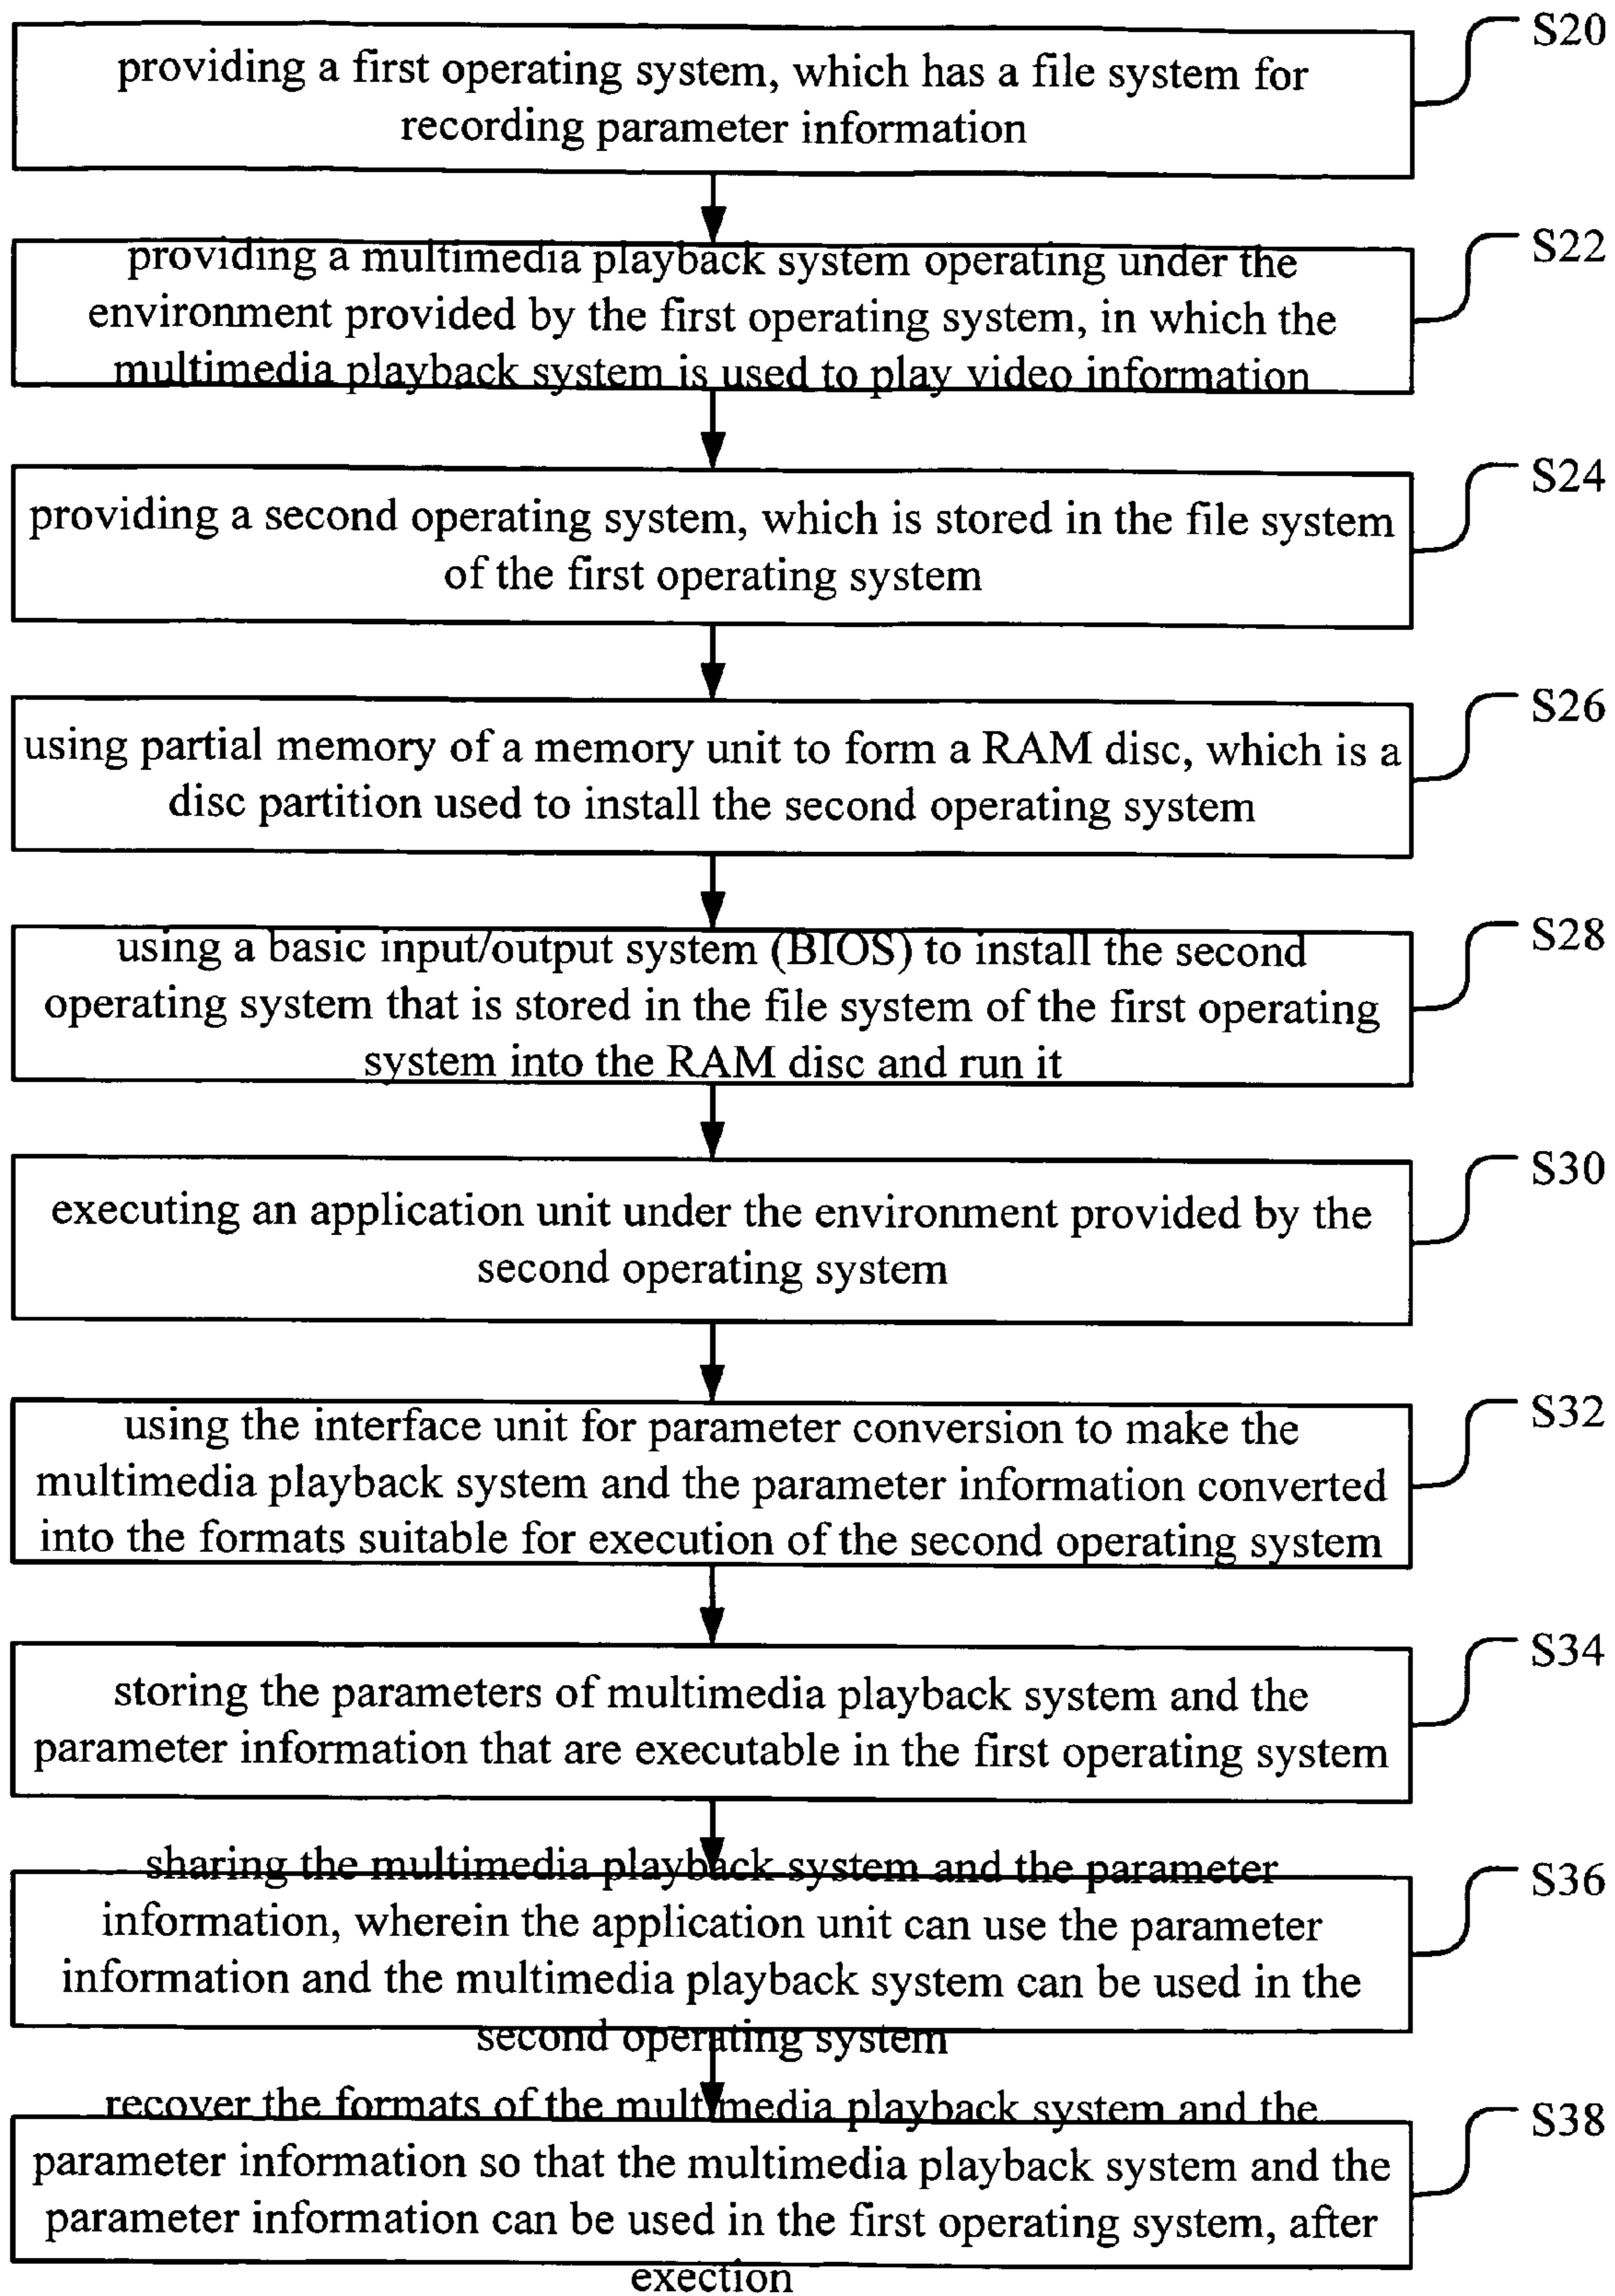 S20
providing a first operating system, which has a file system for
recording parameter information
S22
providing a multimedia playback system operating under the
environment provided by the first operating system, in which the
multimedia playback system is used to play video information
S24
providing a second operating system, which is stored in the file system
of the first operating system
S26
using partial memory of a memory unit to form a RAM disc, which is a
disc partition used to install the second operating system
S28
using a basic input/output system (BIOS) to install the second
operating system that is stored in the file system of the first operating
system into the RAM disc and run it
S30
executing an application unit under the environment provided by the
second operating system
S32
using the interface unit for parameter conversion to make the
multimedia playback system and the parameter information converted
into the formats suitable for execution of the second operating system
S34
storing the parameters of multimedia playback system and the
parameter information that are executable in the first operating system
S36
sharing the multimedia playback system and the parameter
information, wherein the application unit can use the parameter
information and the multimedia playback system can be used in the
second operating system
S38
recover the formats of the multimedia playback system and the
parameter information so that the multimedia playback system and the
parameter information can be used in the first operating system, after
exection